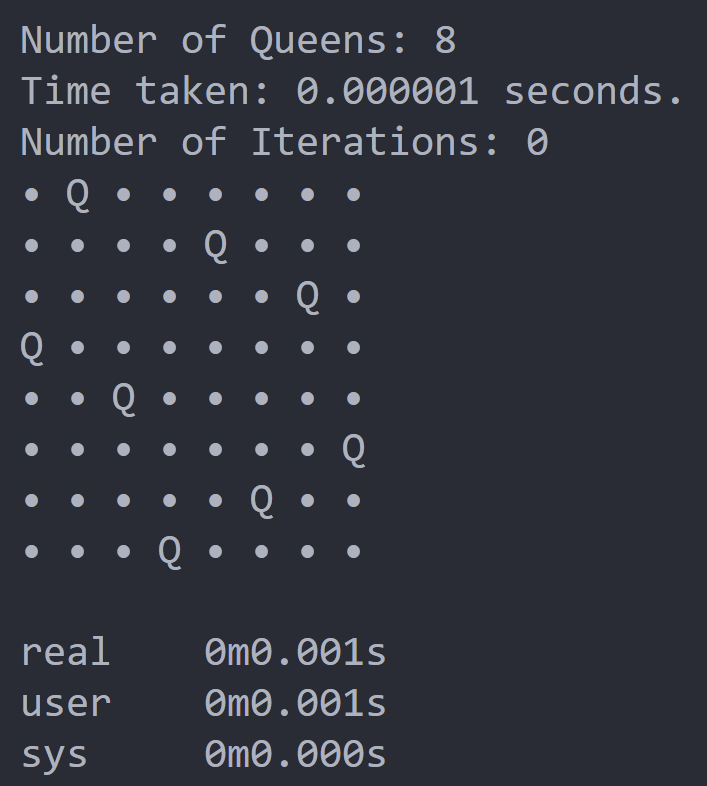 Number of Queens: 8
Time taken: 0.000001 seconds.
Number of Iterations: 0
• Q • • • • • •
• • • • Q • • •
• • • • • • Q •
Q • • • • • • •
• • Q • • • • •
• • • • • • • Q
• • • • • Q • •
• • • Q • • • •
real    0m0.001s
user    0m0.001s
sys     0m0.000s